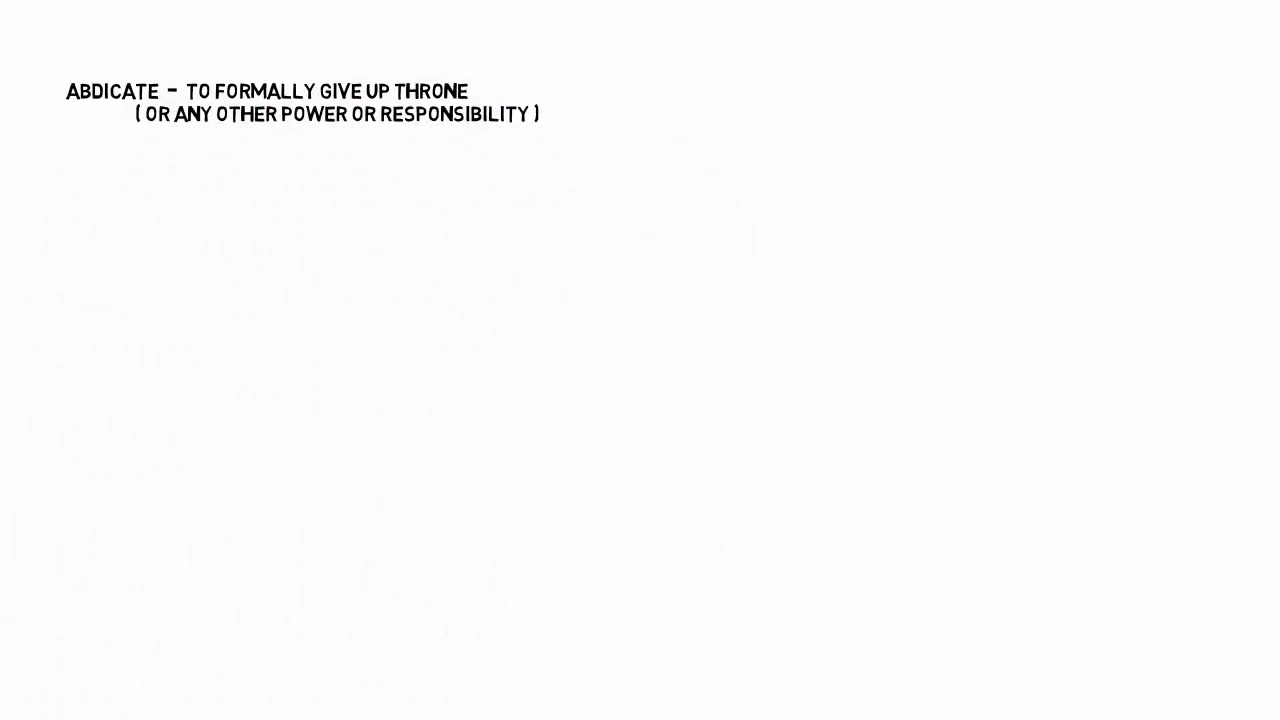 ABDICATE - TO FORMALLY GIVE UP THRONE
( OR ANY OTHER POWER OR RESPONSIBILITY )